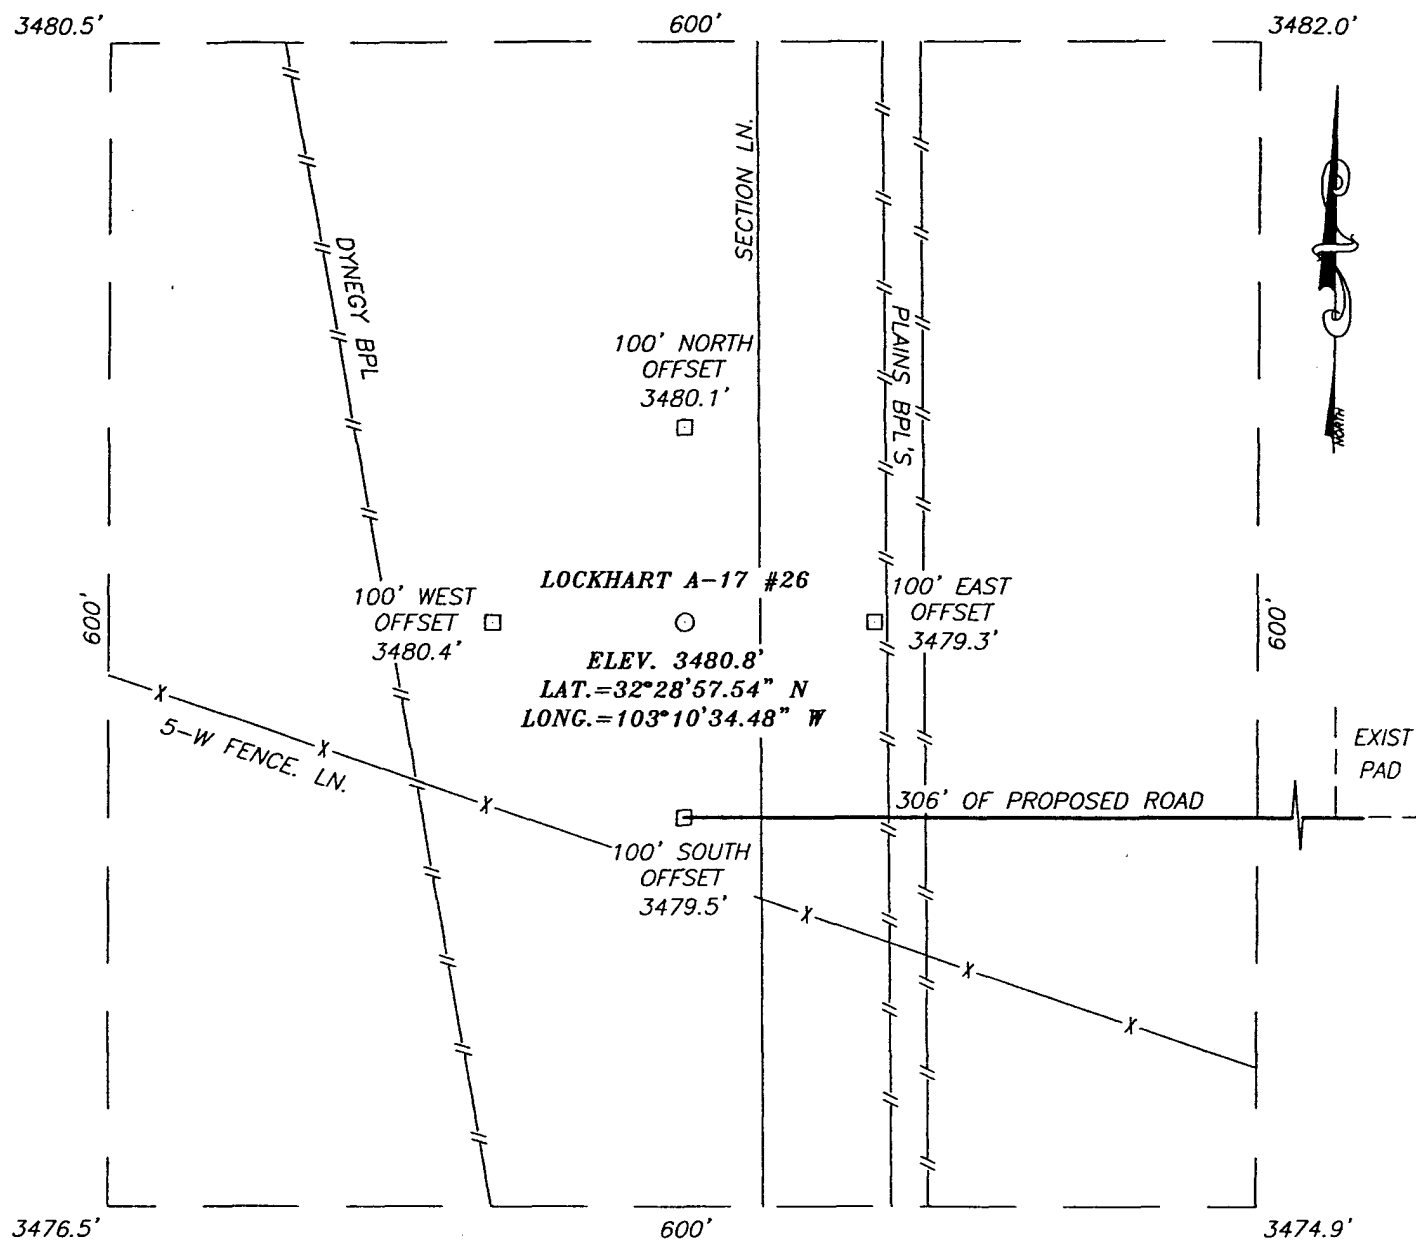 3480.5'
600'
3482.0'
SECTION LN.
DYNEGY BPL
PLAINS BPL'S
NORTH
100' NORTH
OFFSET
3480.1'
LOCKHART A-17 #26
100' WEST
OFFSET
3480.4'
100' EAST
OFFSET
3479.3'
600'
600'
ELEV. 3480.8'
LAT.=32°28'57.54" N
LONG.=103°10'34.48" W
5-W FENCE. LN.
EXIST
PAD
306' OF PROPOSED ROAD
100' SOUTH
OFFSET
3479.5'
3476.5'
600'
3474.9'